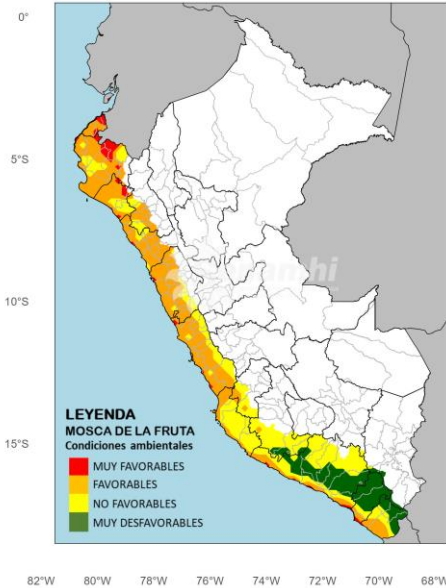 0°
5°S
10°S
15°S
senamhi
LEYENDA
MOSCA DE LA FRUTA
Condiciones ambientales
MUY FAVORABLES
FAVORABLES
NO FAVORABLES
MUY DESFAVORABLES
82°W 80°W 78°W 76°W 74°W 72°W 70°W 68°W